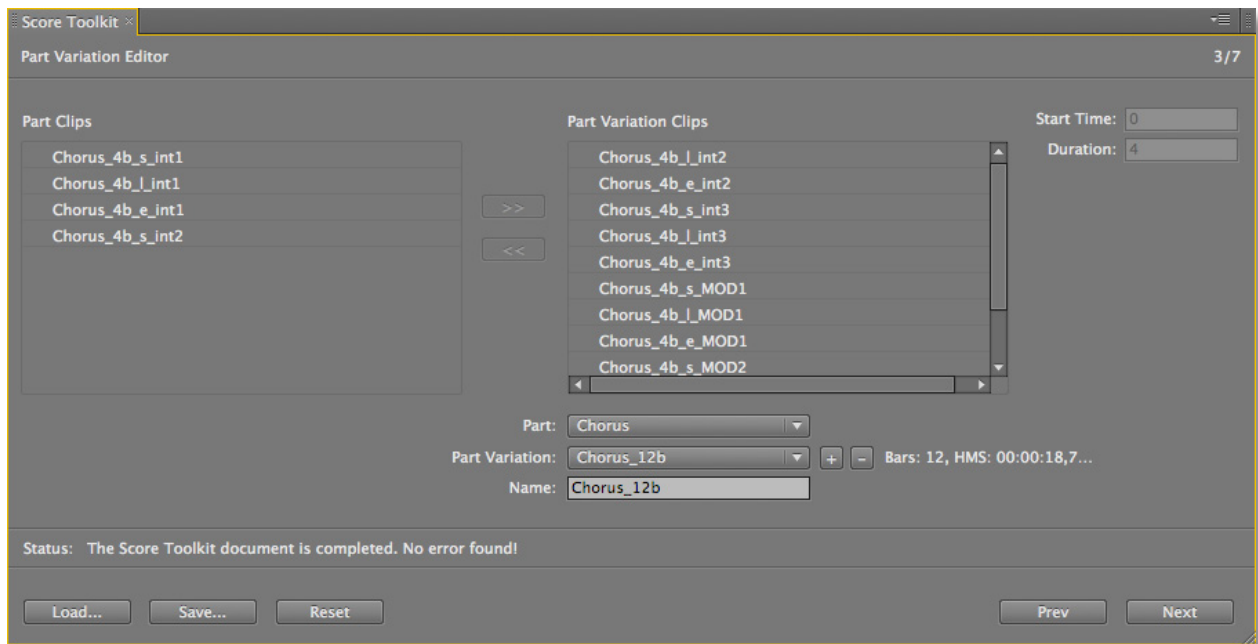 Score Toolkit
Part Variation Editor 3/7
Part Clips
Chorus_4b_s_int1
Chorus_4b_l_int1
Chorus_4b_e_int1
Chorus_4b_s_int2
>>
<<
Part Variation Clips
Chorus_4b_l_int2
Chorus_4b_e_int2
Chorus_4b_s_int3
Chorus_4b_l_int3
Chorus_4b_e_int3
Chorus_4b_s_MOD1
Chorus_4b_l_MOD1
Chorus_4b_e_MOD1
Chorus_4b_s_MOD2
Start Time: 0
Duration: 4
Part: Chorus
Part Variation: Chorus_12b + - Bars: 12, HMS: 00:00:18,7...
Name: Chorus_12b
Status: The Score Toolkit document is completed. No error found!
Load... Save... Reset Prev Next